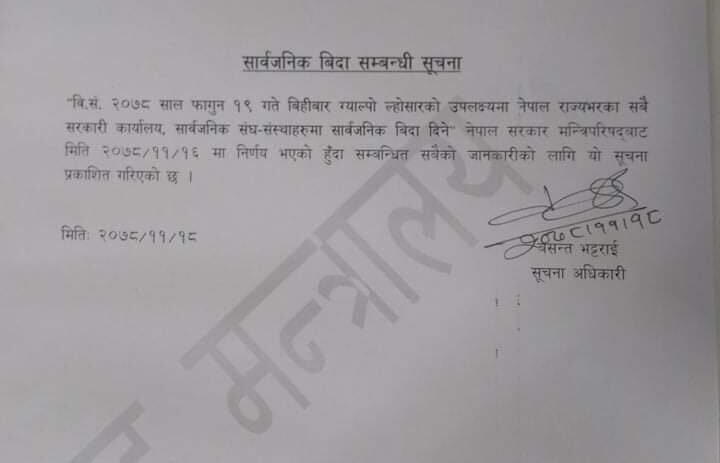 सार्वजनिक बिदा सम्बन्धी सूचना
"बि.सं. २०७८ साल फागुन १९ गते बिहीबार ग्याल्पो ल्होसारको उपलक्ष्यमा नेपाल राज्यभरका सबै
सरकारी कार्यालय, सार्वजनिक संघ-संस्थाहरुमा सार्वजनिक बिदा दिने" नेपाल सरकार मन्त्रिपरिषद्बाट
मिति २०७८/११/१६ मा निर्णय भएको हुँदा सम्बन्धित सबैको जानकारीको लागि यो सूचना
प्रकाशित गरिएको छ ।
मितिः २०७८/११/१८
२०७८।११।१८
बसन्त भट्टराई
सूचना अधिकारी
मन्त्रालय